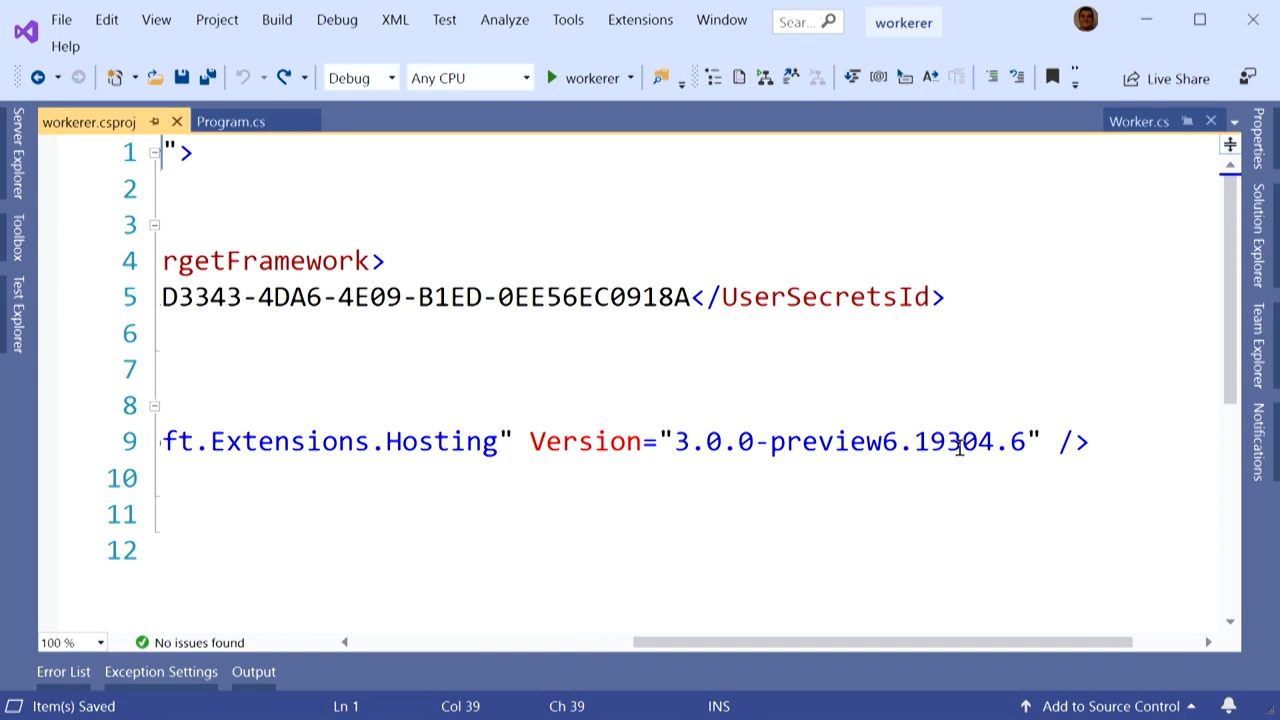 File Edit View Project Build Debug XML Test Analyze Tools Extensions Window Sear... workerer
Help
Debug Any CPU workerer Live Share
workerer.csproj Program.cs Worker.cs
Server Explorer
Toolbox
Test Explorer
1 ">
2
3
4 rgetFramework>
5 D3343-4DA6-4E09-B1ED-0EE56EC0918A</UserSecretsId>
6
7
8
9 ft.Extensions.Hosting" Version="3.0.0-preview6.19304.6" />
10
11
12
Properties
Solution Explorer
Team Explorer
Notifications
100 % No issues found
Error List Exception Settings Output
Item(s) Saved Ln 1 Col 39 Ch 39 INS Add to Source Control